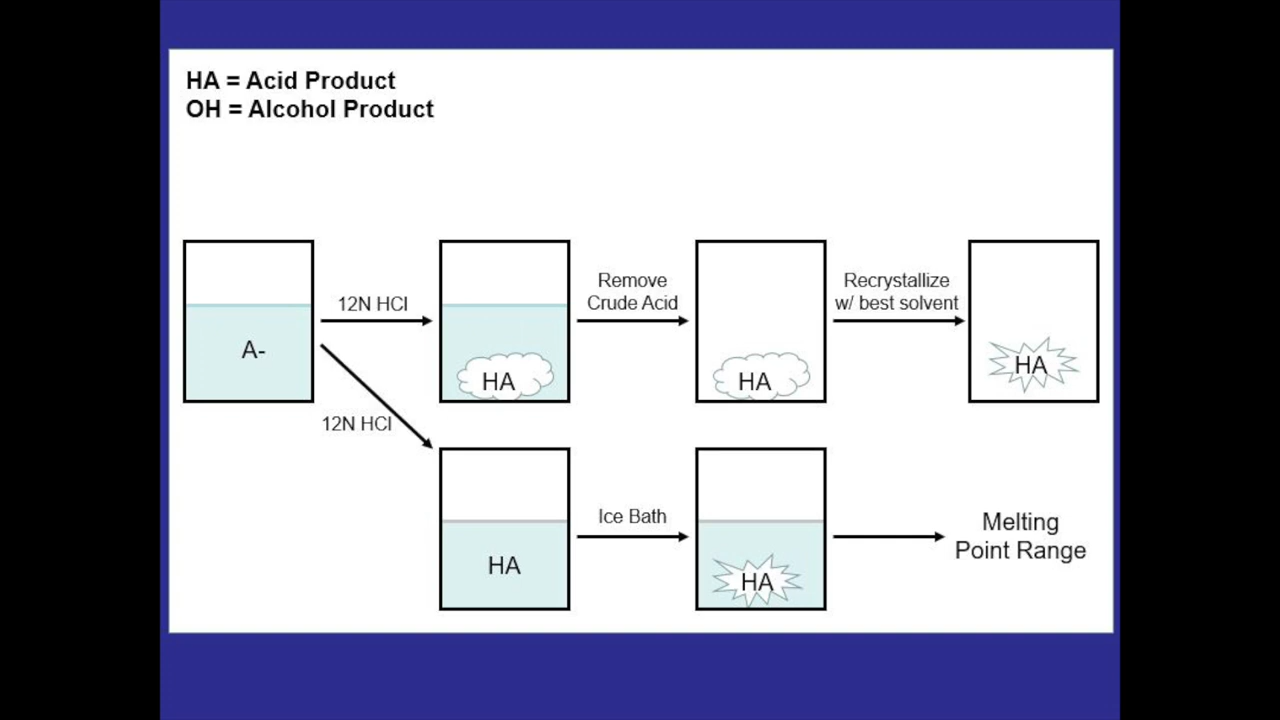 HA = Acid Product
OH = Alcohol Product
A-
12N HCl
HA
Remove
Crude Acid
HA
Recrystallize
w/ best solvent
HA
12N HCl
HA
Ice Bath
HA
Melting
Point Range